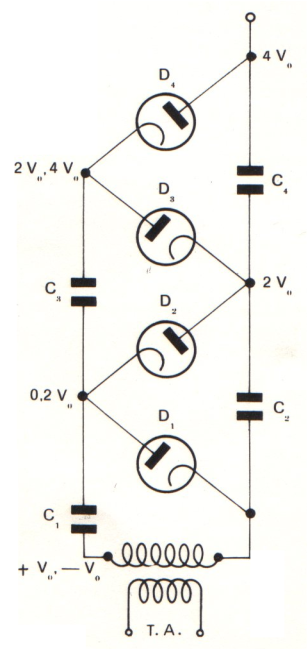 4 V₀
D₄
2 V₀, 4 V₀
C₄
D₃
C₃
2 V₀
D₂
0,2 V₀
C₂
D₁
C₁
+ V₀, — V₀
T. A.